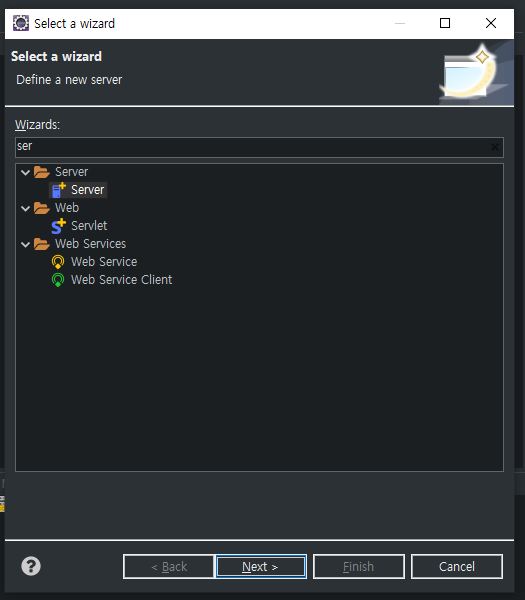 Select a wizard
Select a wizard
Define a new server
Wizards:
ser
Server
Server
Web
Servlet
Web Services
Web Service
Web Service Client
?
< Back
Next >
Finish
Cancel